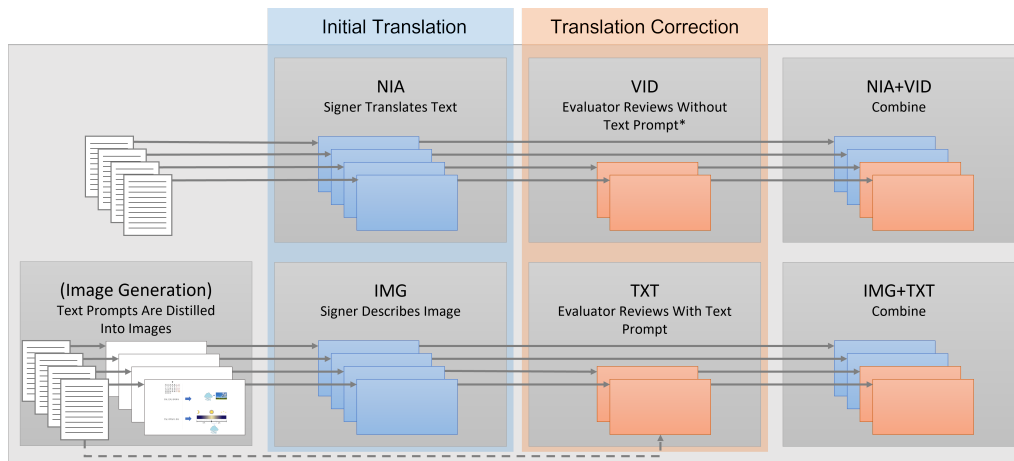 Initial Translation
Translation Correction
NIA
Signer Translates Text
VID
Evaluator Reviews Without
Text Prompt*
NIA+VID
Combine
(Image Generation)
Text Prompts Are Distilled
Into Images
IMG
Signer Describes Image
TXT
Evaluator Reviews With Text
Prompt
IMG+TXT
Combine